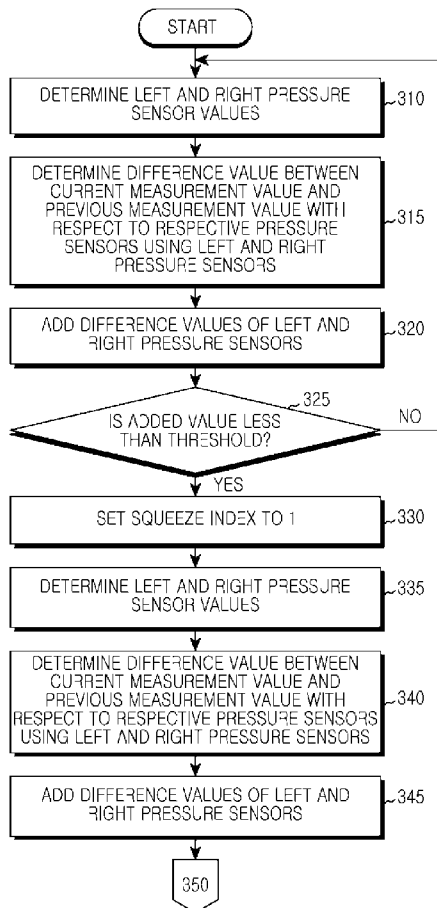 START
DETERMINE LEFT AND RIGHT PRESSURE
SENSOR VALUES
310
DETERMINE DIFFERENCE VALUE BETWEEN
CURRENT MEASUREMENT VALUE AND
PREVIOUS MEASUREMENT VALUE WITH
RESPECT TO RESPECTIVE PRESSURE
SENSORS USING LEFT AND RIGHT
PRESSURE SENSORS
315
ADD DIFFERENCE VALUES OF LEFT AND
RIGHT PRESSURE SENSORS
320
325
IS ADDED VALUE LESS
THAN THRESHOLD?
NO
YES
SET SQUEEZE INDEX TO 1
330
DETERMINE LEFT AND RIGHT PRESSURE
SENSOR VALUES
335
DETERMINE DIFFERENCE VALUE BETWEEN
CURRENT MEASUREMENT VALUE AND
PREVIOUS MEASUREMENT VALUE WITH
RESPECT TO RESPECTIVE PRESSURE SENSORS
USING LEFT AND RIGHT PRESSURE SENSORS
340
ADD DIFFERENCE VALUES OF LEFT AND
RIGHT PRESSURE SENSORS
345
350